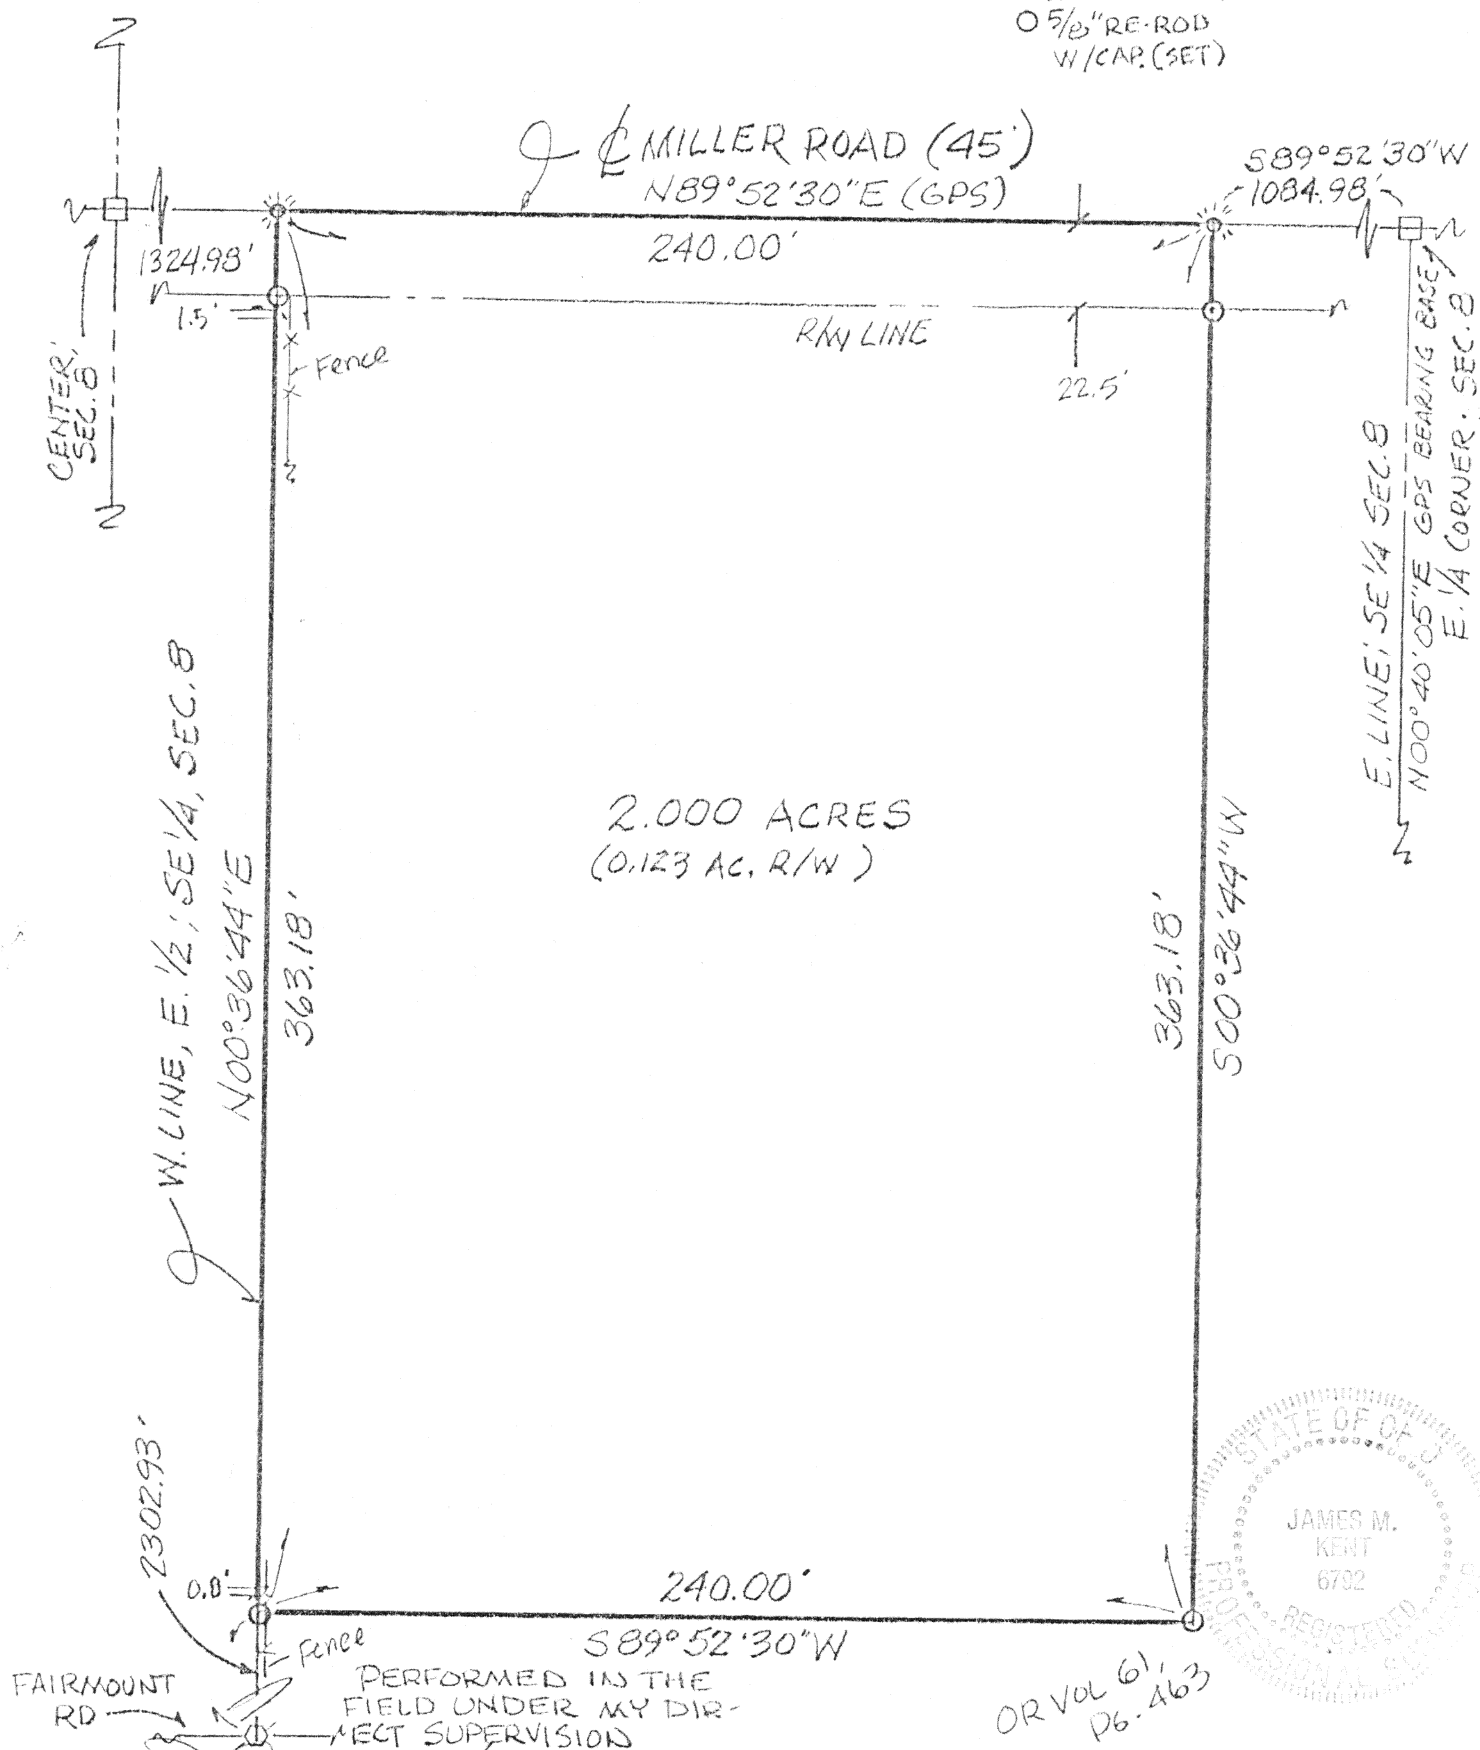 O 5/8" RE-ROD
W/CAP. (SET)
℄ MILLER ROAD (45')
N89°52'30"E (GPS)
240.00'
S89°52'30"W
1084.98'
1324.98'
1.5'
Fence
R/W LINE
22.5'
CENTER,
SEC. 8
E. LINE; SE 1/4 SEC. 8
N00°40'05"E GPS BEARING BASE
E. 1/4 CORNER. SEC. 8
W. LINE, E. 1/2; SE 1/4, SEC. 8
N00°36'44"E
363.18'
2.000 ACRES
(0.123 AC. R/W)
363.18'
S00°36'44"W
2302.93'
240.00'
S89°52'30"W
Fence
FAIRMOUNT
RD
PERFORMED IN THE
FIELD UNDER MY DIR-
ECT SUPERVISION
OR VOL 61,
PG. 463
STATE OF
JAMES M.
KENT
6792
REGISTERED